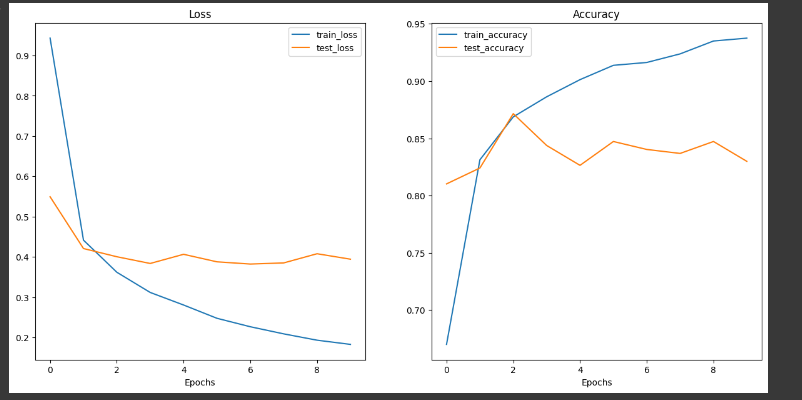 Loss
train_loss
test_loss
0.9
0.8
0.7
0.6
0.5
0.4
0.3
0.2
0 2 4 6 8
Epochs
Accuracy
train_accuracy
test_accuracy
0.95
0.90
0.85
0.80
0.75
0.70
0 2 4 6 8
Epochs